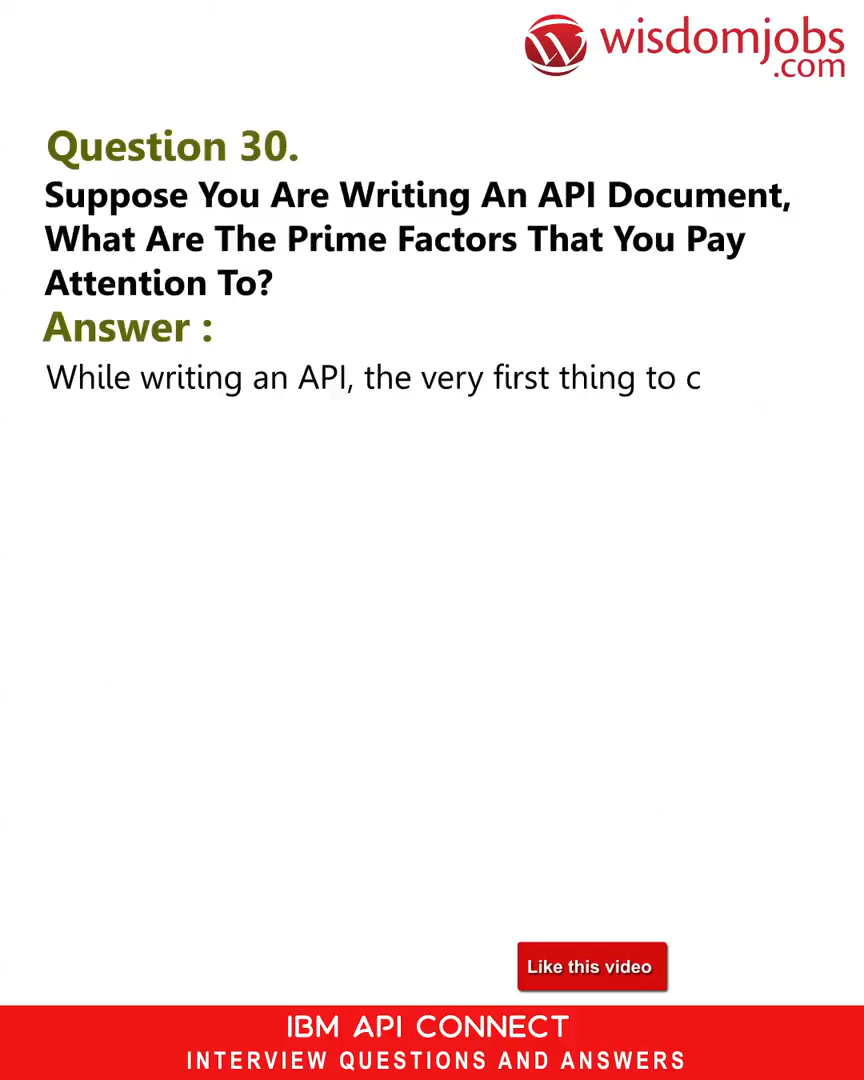 wisdomjobs
.com
Question 30.
Suppose You Are Writing An API Document,
What Are The Prime Factors That You Pay
Attention To?
Answer :
While writing an API, the very first thing to c
Like this video
IBM API CONNECT
INTERVIEW QUESTIONS AND ANSWERS